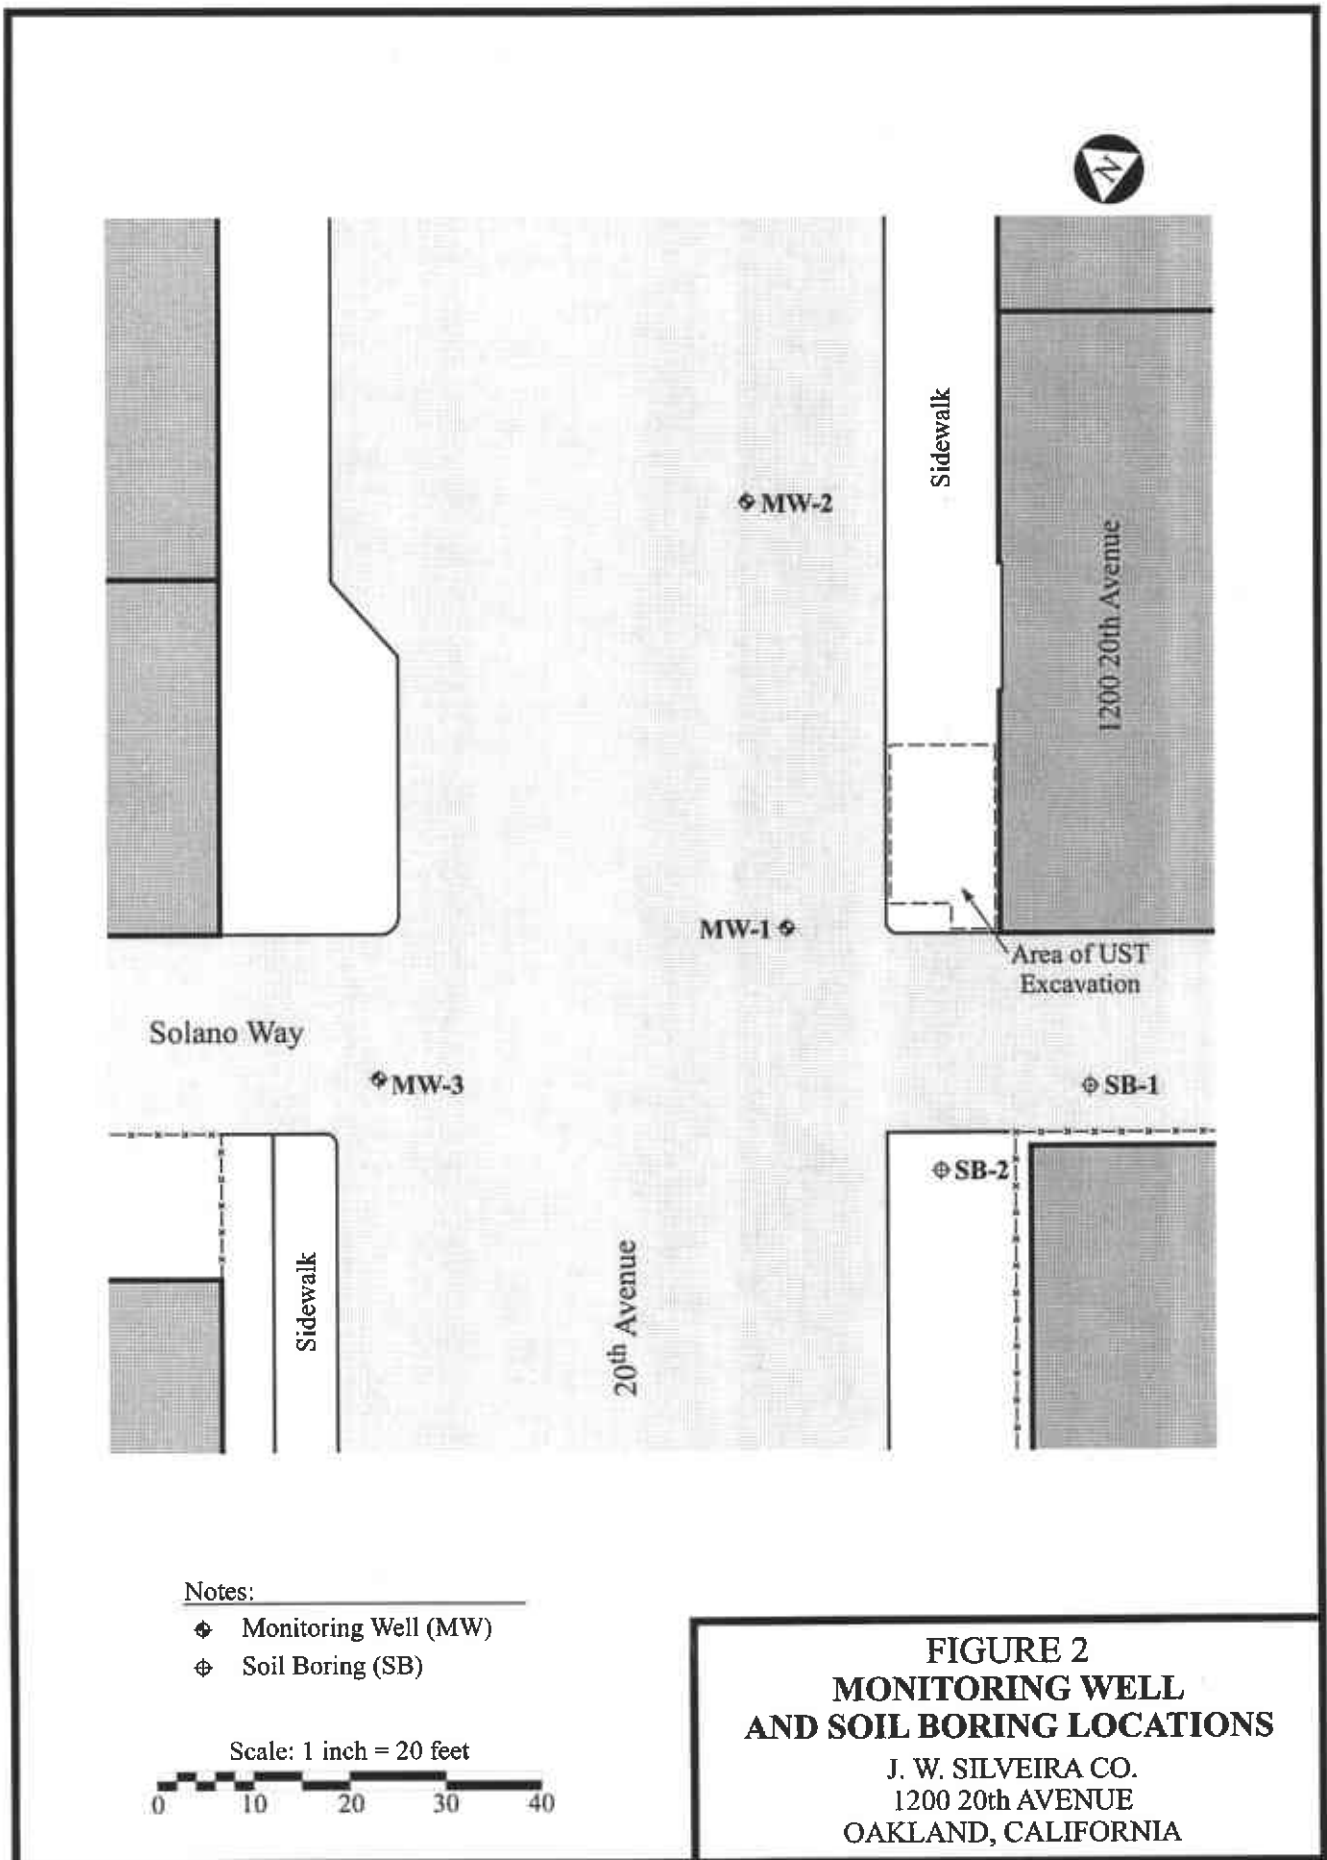 N
Sidewalk
MW-2
1200 20th Avenue
MW-1
Area of UST
Excavation
Solano Way
MW-3
SB-1
SB-2
Sidewalk
20th Avenue
Notes:
Monitoring Well (MW)
Soil Boring (SB)
Scale: 1 inch = 20 feet
0 10 20 30 40
FIGURE 2
MONITORING WELL
AND SOIL BORING LOCATIONS
J. W. SILVEIRA CO.
1200 20th AVENUE
OAKLAND, CALIFORNIA